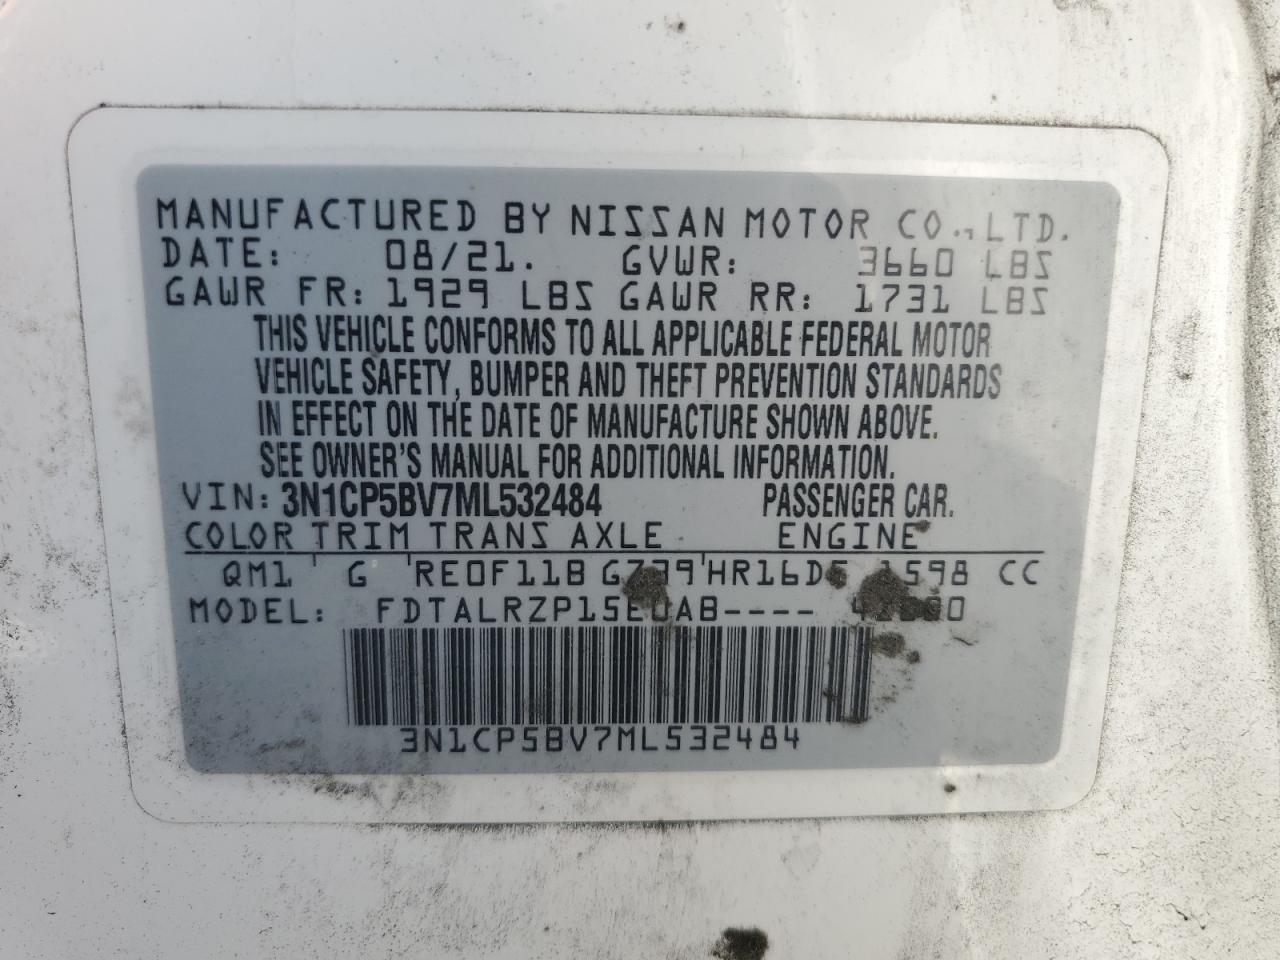 MANUFACTURED BY NISSAN MOTOR CO.,LTD.
DATE: 08/21. GVWR: 3660 LBS
GAWR FR: 1929 LBS GAWR RR: 1731 LBS
THIS VEHICLE CONFORMS TO ALL APPLICABLE FEDERAL MOTOR
VEHICLE SAFETY, BUMPER AND THEFT PREVENTION STANDARDS
IN EFFECT ON THE DATE OF MANUFACTURE SHOWN ABOVE.
SEE OWNER'S MANUAL FOR ADDITIONAL INFORMATION.
VIN: 3N1CP5BV7ML532484 PASSENGER CAR.
COLOR TRIM TRANS AXLE ENGINE
QM1 G RE0F11B 1598 CC
MODEL: FDTALRZP15EUAB----
3N1CP5BV7ML532484